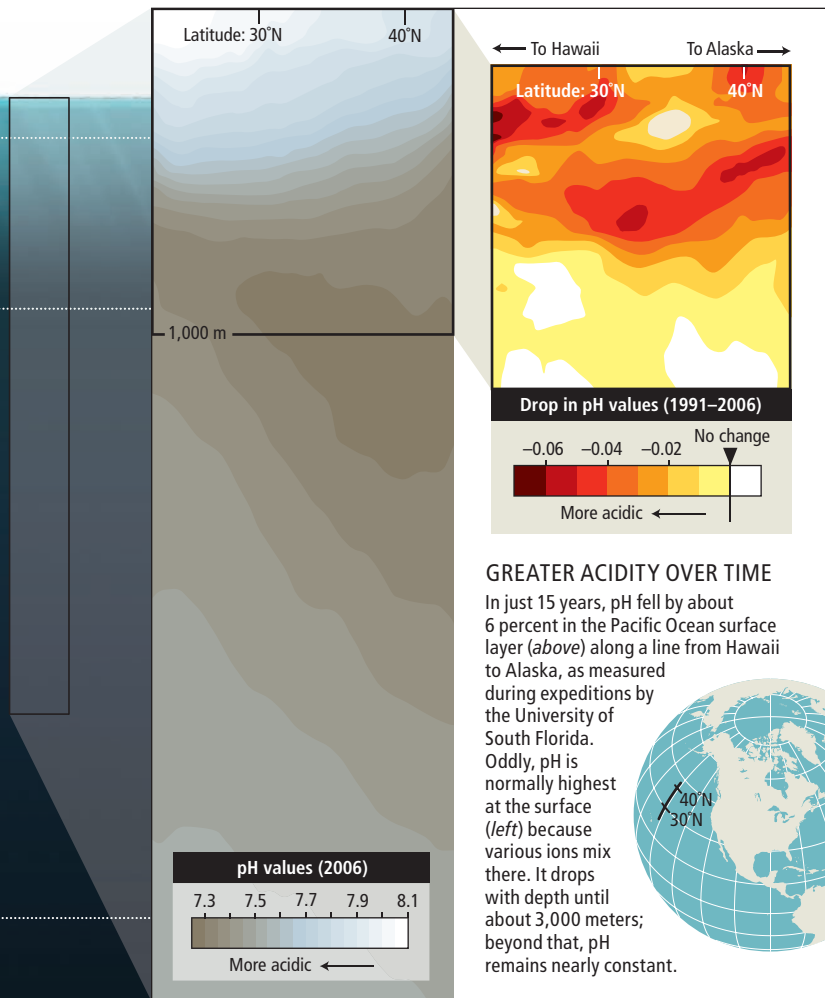 Latitude: 30°N 40°N
1,000 m
pH values (2006)
7.3 7.5 7.7 7.9 8.1
More acidic
To Hawaii To Alaska
Latitude: 30°N 40°N
Drop in pH values (1991–2006)
No change
–0.06 –0.04 –0.02
More acidic
GREATER ACIDITY OVER TIME
In just 15 years, pH fell by about
6 percent in the Pacific Ocean surface
layer (above) along a line from Hawaii
to Alaska, as measured
during expeditions by
the University of
South Florida.
Oddly, pH is
normally highest
at the surface
(left) because
various ions mix
there. It drops
with depth until
about 3,000 meters;
beyond that, pH
remains nearly constant.
40°N
30°N